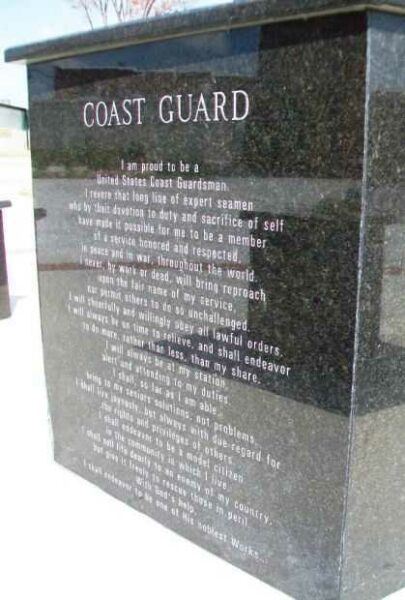 COAST GUARD
I am proud to be a
United States Coast Guardsman.
I revere that long line of expert seamen
who by their devotion to duty and sacrifice of self
have made it possible for me to be a member
of a service honored and respected,
in peace and in war, throughout the world.
I never, by work or deed, will bring reproach
upon the fair name of my service,
nor permit others to do so unchallenged.
I will cheerfully and willingly obey all lawful orders.
I will always be on time to relieve, and shall endeavor
to do more, rather than less, than my share.
I will always be at my station,
alert and attending to my duties.
I shall, so far as I am able,
bring to my seniors solutions, not problems.
I shall live joyously, but always with due regard for
the rights and privileges of others.
I shall endeavor to be a model citizen
in the community in which I live.
I shall sell life dearly to an enemy of my country,
but give it freely to rescue those in peril.
With God's help,
I shall endeavor to be one of His noblest Works...